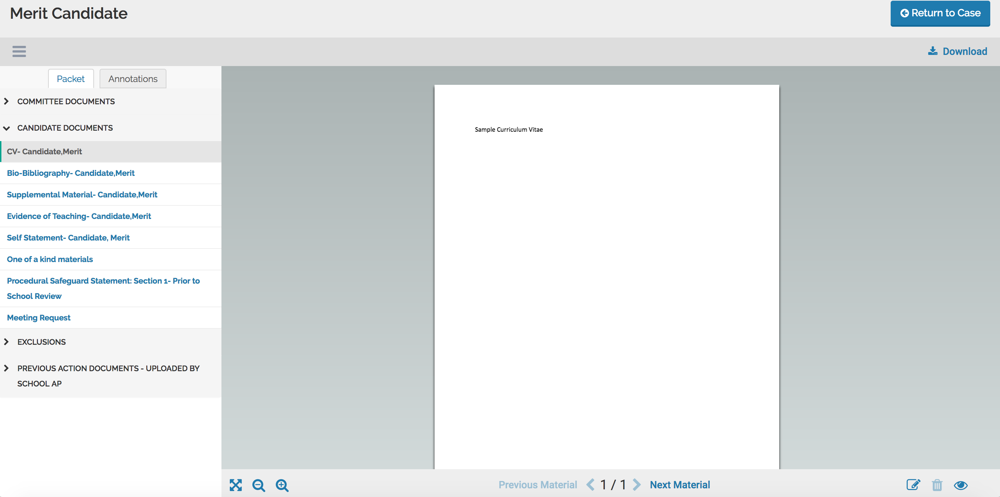 Merit Candidate
Return to Case
Download
Packet
Annotations
COMMITTEE DOCUMENTS
CANDIDATE DOCUMENTS
CV- Candidate,Merit
Bio-Bibliography- Candidate,Merit
Supplemental Material- Candidate,Merit
Evidence of Teaching- Candidate,Merit
Self Statement- Candidate, Merit
One of a kind materials
Procedural Safeguard Statement: Section 1- Prior to
School Review
Meeting Request
EXCLUSIONS
PREVIOUS ACTION DOCUMENTS - UPLOADED BY
SCHOOL AP
Sample Curriculum Vitae
Previous Material 1 / 1 Next Material